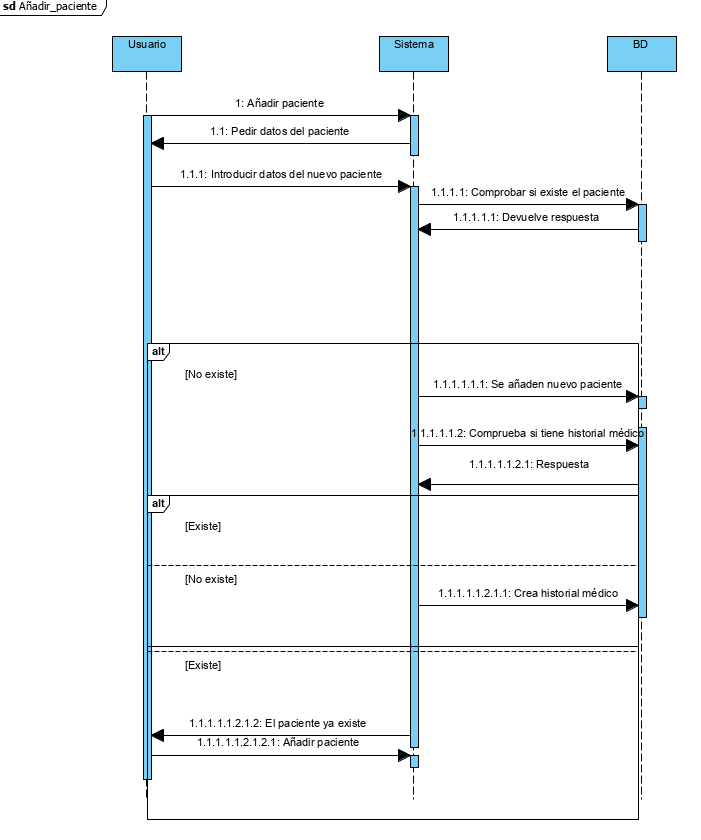 sd Añadir_paciente
Usuario
Sistema
BD
1: Añadir paciente
1.1: Pedir datos del paciente
1.1.1: Introducir datos del nuevo paciente
1.1.1.1: Comprobar si existe el paciente
1.1.1.1.1: Devuelve respuesta
alt
[No existe]
1.1.1.1.1.1: Se añaden nuevo paciente
1.1.1.1.1.2: Comprueba si tiene historial médico
1.1.1.1.1.2.1: Respuesta
alt
[Existe]
[No existe]
1.1.1.1.1.2.1.1: Crea historial médico
[Existe]
1.1.1.1.1.2.1.2: El paciente ya existe
1.1.1.1.1.2.1.2.1: Añadir paciente